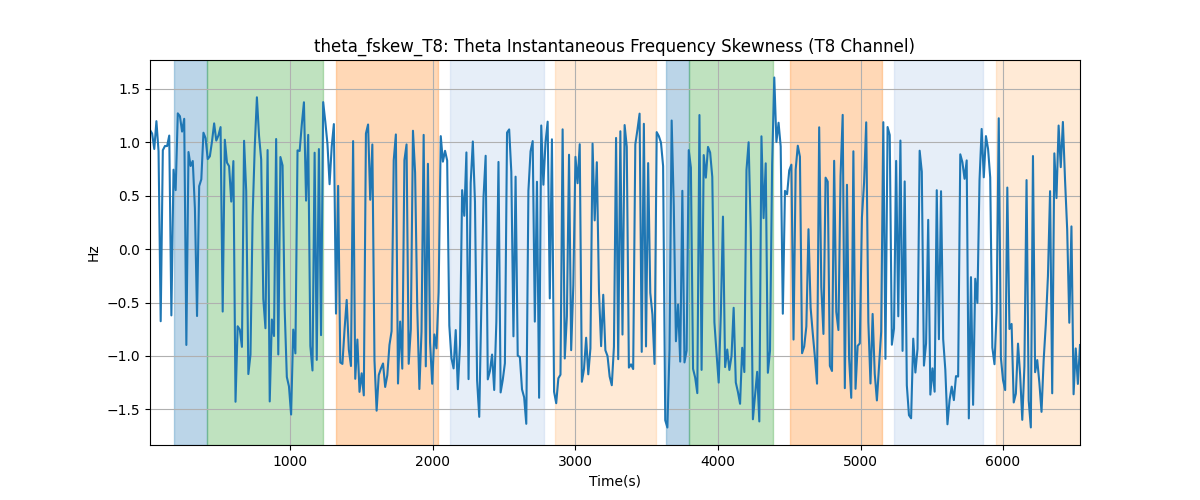 theta_fskew_T8: Theta Instantaneous Frequency Skewness (T8 Channel)
1.5
1.0
0.5
0.0
−0.5
−1.0
−1.5
Hz
1000 2000 3000 4000 5000 6000
Time(s)